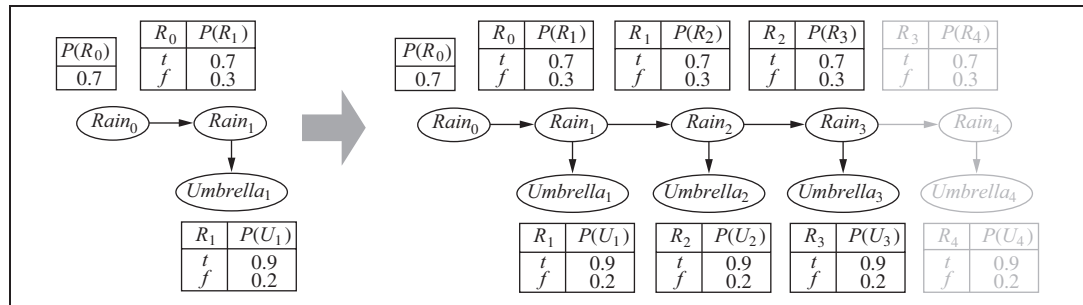 R0 P(R1)
P(R0)
t 0.7
f 0.3
0.7
Rain0
Rain1
Umbrella1
R1 P(U1)
t 0.9
f 0.2
R0 P(R1)
P(R0)
t 0.7
f 0.3
0.7
R1 P(R2)
t 0.7
f 0.3
R2 P(R3)
t 0.7
f 0.3
R3 P(R4)
t 0.7
f 0.3
Rain0
Rain1
Rain2
Rain3
Rain4
Umbrella1
Umbrella2
Umbrella3
Umbrella4
R1 P(U1)
t 0.9
f 0.2
R2 P(U2)
t 0.9
f 0.2
R3 P(U3)
t 0.9
f 0.2
R4 P(U4)
t 0.9
f 0.2